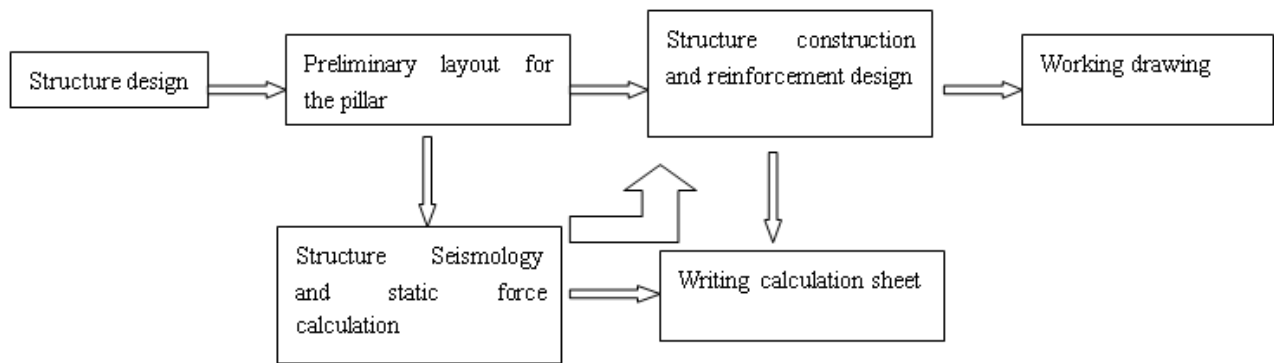 Structure design
Preliminary layout for
the pillar
Structure construction
and reinforcement design
Working drawing
Structure Seismology
and static force
calculation
Writing calculation sheet